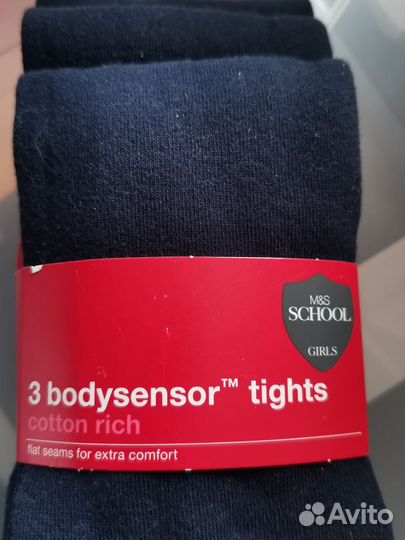 M&S
SCHOOL
GIRLS
3 bodysensor™ tights
cotton rich
flat seams for extra comfort
Avito